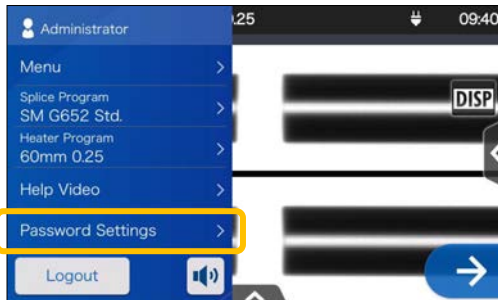 Administrator
.25
09:40
Menu
Splice Program
SM G652 Std.
Heater Program
60mm 0.25
DISP
Help Video
Password Settings
Logout